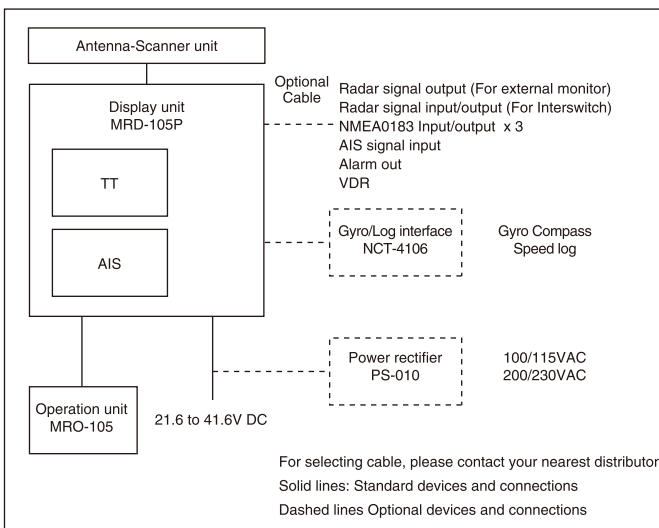 Antenna-Scanner unit
Display unit
MRD-105P
TT
AIS
Optional
Cable
Radar signal output (For external monitor)
Radar signal input/output (For Interswitch)
NMEA0183 Input/output x 3
AIS signal input
Alarm out
VDR
Gyro/Log interface
NCT-4106
Gyro Compass
Speed log
Power rectifier
PS-010
100/115VAC
200/230VAC
Operation unit
MRO-105
21.6 to 41.6V DC
For selecting cable, please contact your nearest distributor
Solid lines: Standard devices and connections
Dashed lines Optional devices and connections